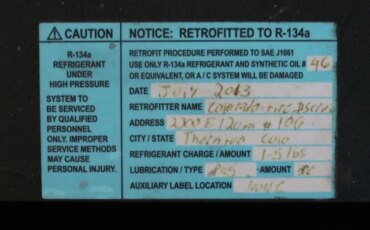 CAUTION
R-134a
REFRIGERANT
UNDER
HIGH PRESSURE
SYSTEM TO
BE SERVICED
BY QUALIFIED
PERSONNEL
ONLY. IMPROPER
SERVICE METHODS
MAY CAUSE
PERSONAL INJURY.
NOTICE: RETROFITTED TO R-134a
RETROFIT PROCEDURE PERFORMED TO SAE J1661
USE ONLY R-134a REFRIGERANT AND SYNTHETIC OIL # 46
OR EQUIVALENT, OR A / C SYSTEM WILL BE DAMAGED
DATE July 2013
RETROFITTER NAME
ADDRESS # 106
CITY / STATE Thornton Colo
REFRIGERANT CHARGE / AMOUNT lbs
LUBRICATION / TYPE AMOUNT
AUXILIARY LABEL LOCATION